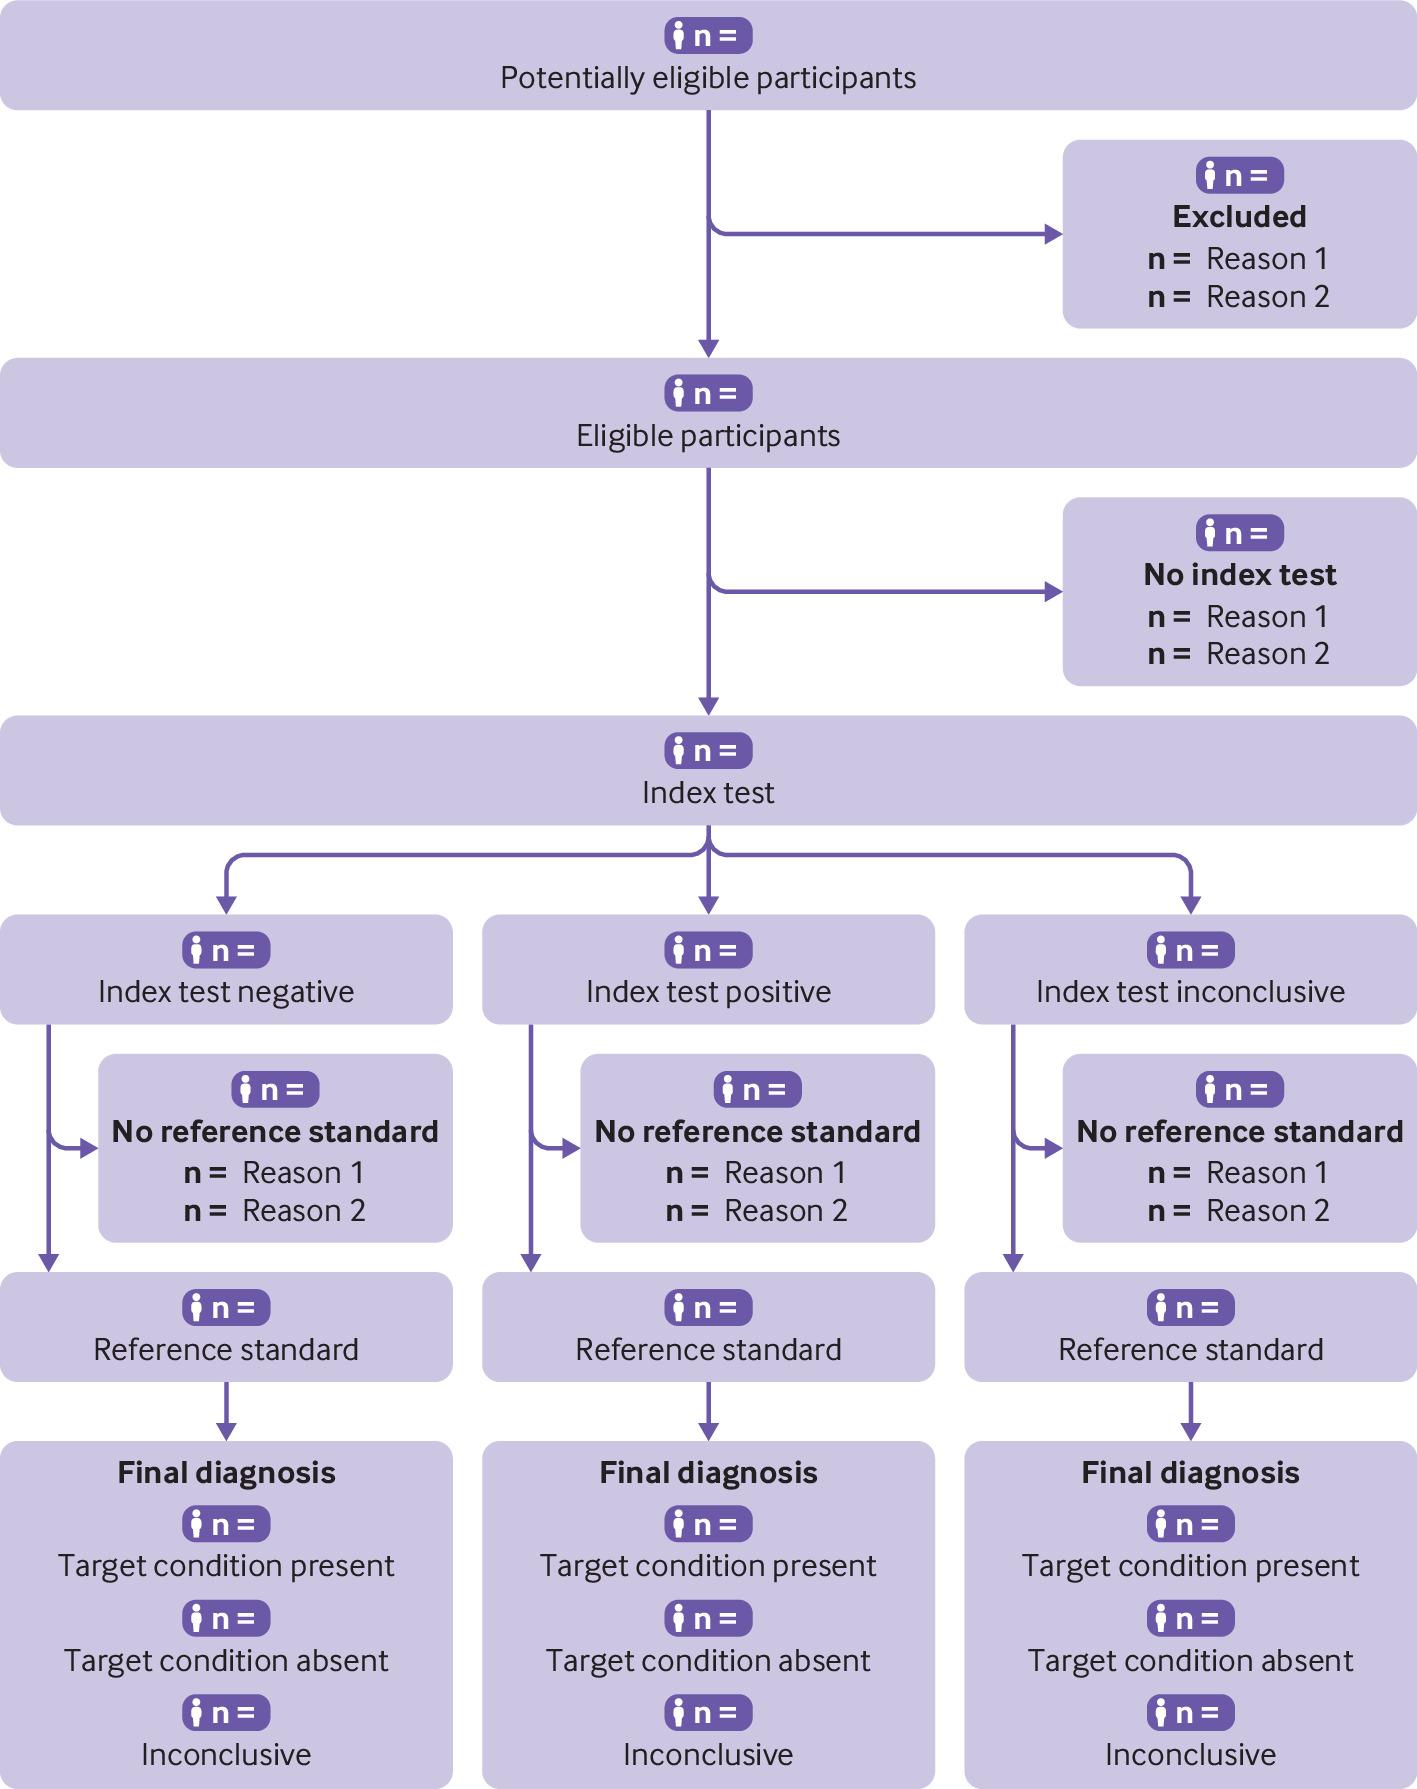 n =
Potentially eligible participants
n =
Excluded
n = Reason 1
n = Reason 2
n =
Eligible participants
n =
No index test
n = Reason 1
n = Reason 2
n =
Index test
n =
Index test negative
n =
No reference standard
n = Reason 1
n = Reason 2
n =
Reference standard
Final diagnosis
n =
Target condition present
n =
Target condition absent
n =
Inconclusive
n =
Index test positive
n =
No reference standard
n = Reason 1
n = Reason 2
n =
Reference standard
Final diagnosis
n =
Target condition present
n =
Target condition absent
n =
Inconclusive
n =
Index test inconclusive
n =
No reference standard
n = Reason 1
n = Reason 2
n =
Reference standard
Final diagnosis
n =
Target condition present
n =
Target condition absent
n =
Inconclusive